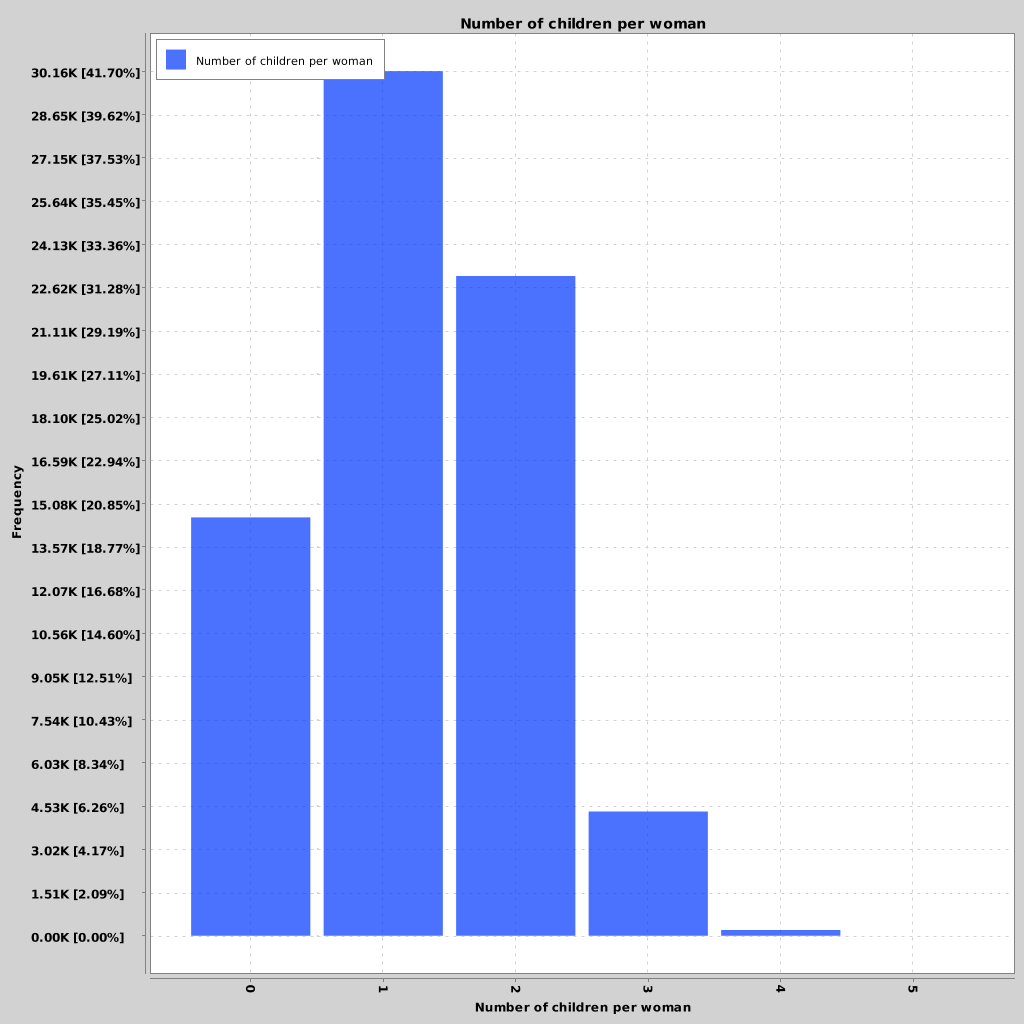 Number of children per woman
Number of children per woman
30.16K [41.70%]
28.65K [39.62%]
27.15K [37.53%]
25.64K [35.45%]
24.13K [33.36%]
22.62K [31.28%]
21.11K [29.19%]
19.61K [27.11%]
18.10K [25.02%]
16.59K [22.94%]
15.08K [20.85%]
13.57K [18.77%]
12.07K [16.68%]
10.56K [14.60%]
9.05K [12.51%]
7.54K [10.43%]
6.03K [8.34%]
4.53K [6.26%]
3.02K [4.17%]
1.51K [2.09%]
0.00K [0.00%]
Frequency
0 1 2 3 4 5
Number of children per woman